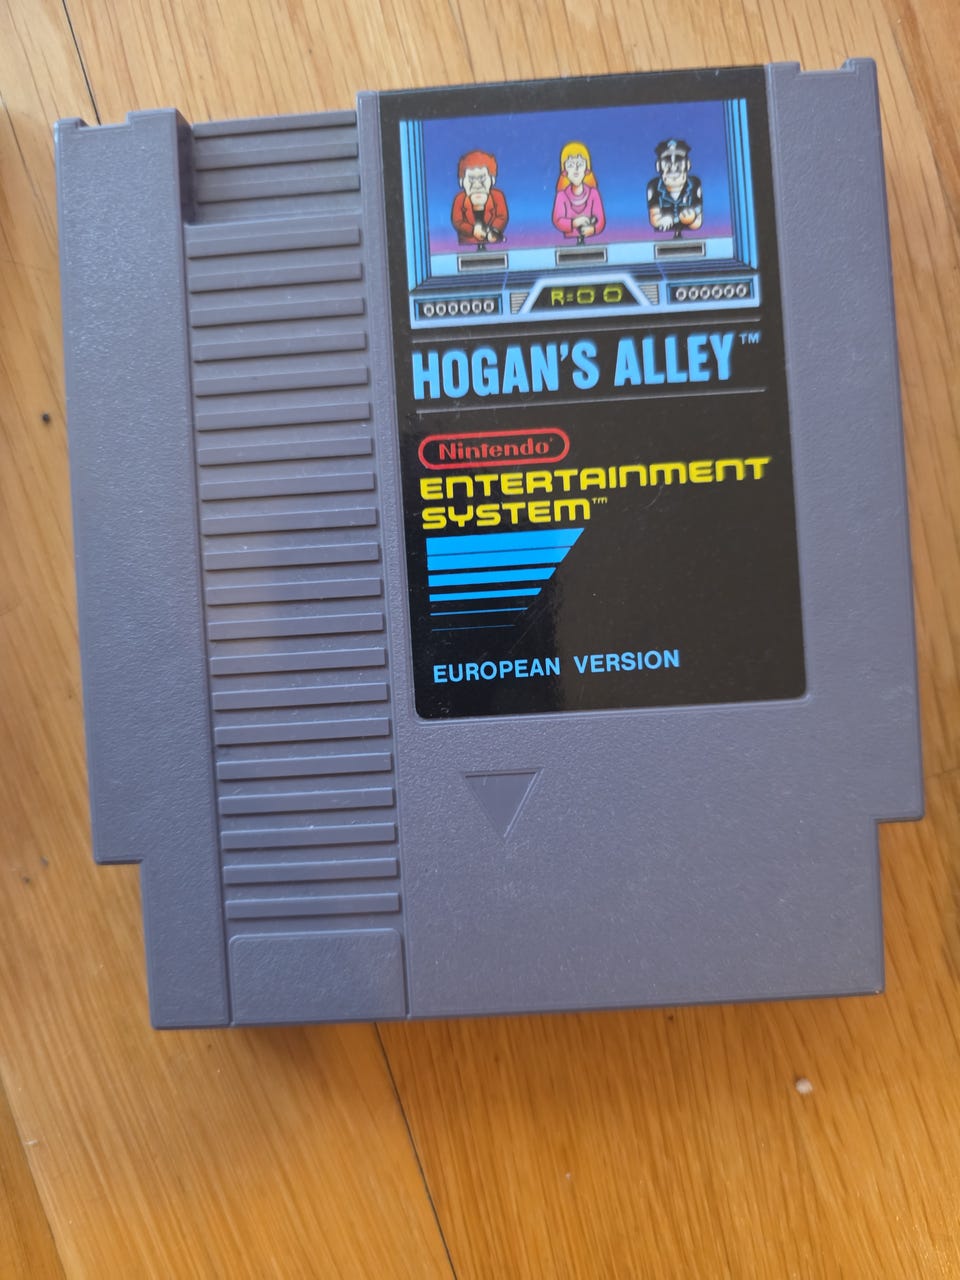 000000
R=00
000000
HOGAN'S ALLEY™
Nintendo®
ENTERTAINMENT
SYSTEM™
EUROPEAN VERSION